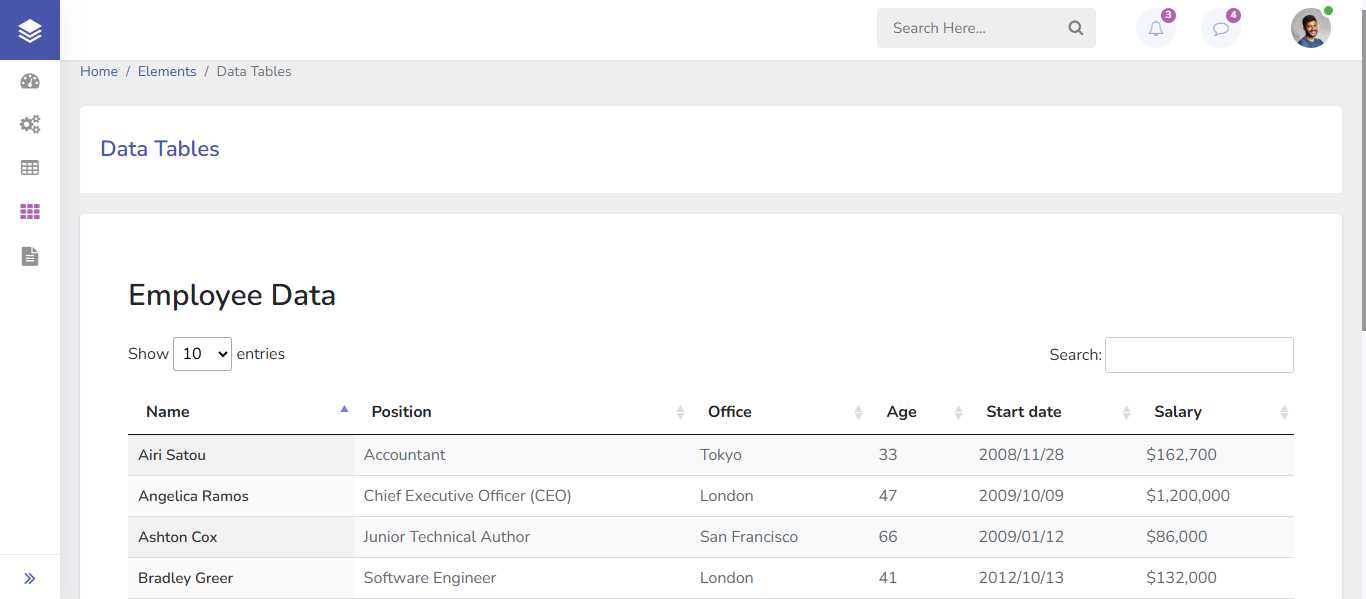 Search Here...
3
4
Home / Elements / Data Tables
Data Tables
Employee Data
Show 10 entries
Search:
Name Position Office Age Start date Salary
Airi Satou Accountant Tokyo 33 2008/11/28 $162,700
Angelica Ramos Chief Executive Officer (CEO) London 47 2009/10/09 $1,200,000
Ashton Cox Junior Technical Author San Francisco 66 2009/01/12 $86,000
Bradley Greer Software Engineer London 41 2012/10/13 $132,000